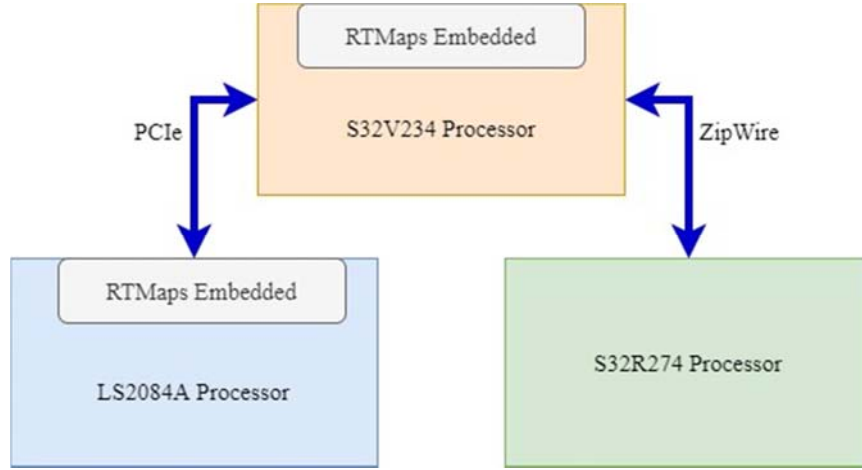 RTMaps Embedded
S32V234 Processor
PCIe
ZipWire
RTMaps Embedded
LS2084A Processor
S32R274 Processor